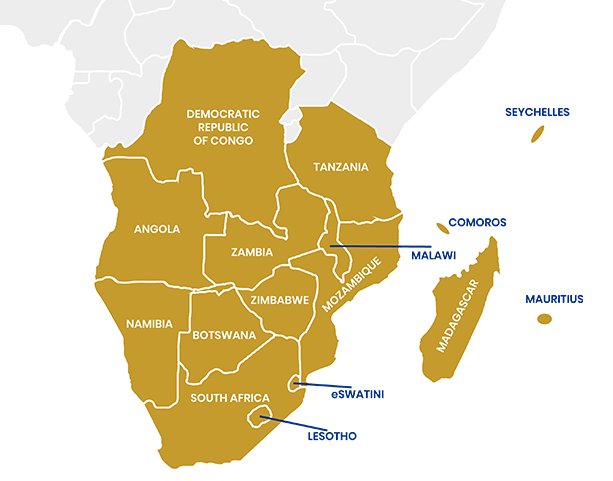 SEYCHELLES
DEMOCRATIC
REPUBLIC
OF CONGO
TANZANIA
COMOROS
ANGOLA
ZAMBIA
MALAWI
MOZAMBIQUE
MAURITIUS
ZIMBABWE
MADAGASCAR
NAMIBIA
BOTSWANA
eSWATINI
SOUTH AFRICA
LESOTHO